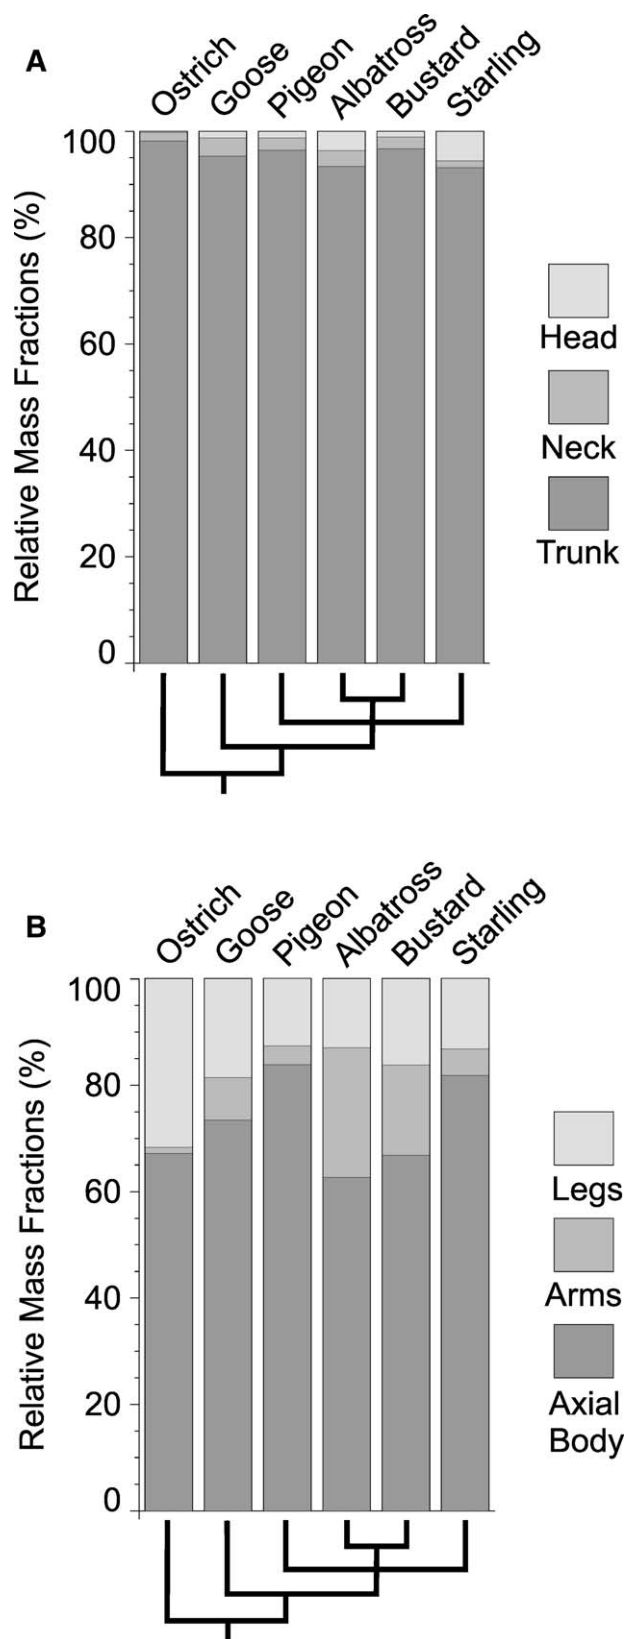 A
Ostrich
Goose
Pigeon
Albatross
Bustard
Starling
Relative Mass Fractions (%)
100
80
60
40
20
0
Head
Neck
Trunk
B
Ostrich
Goose
Pigeon
Albatross
Bustard
Starling
Relative Mass Fractions (%)
100
80
60
40
20
0
Legs
Arms
Axial
Body